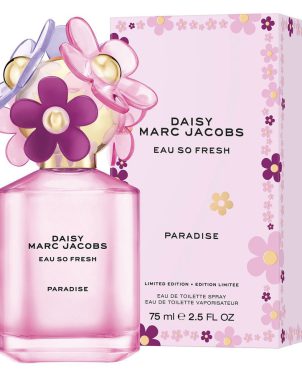 DAISY
MARC JACOBS
EAU SO FRESH
PARADISE
DAISY
MARC JACOBS
EAU SO FRESH
PARADISE
LIMITED EDITION • EDITION LIMITEE
EAU DE TOILETTE SPRAY
EAU DE TOILETTE VAPORISATEUR
75 ml ℮ 2.5 FL OZ